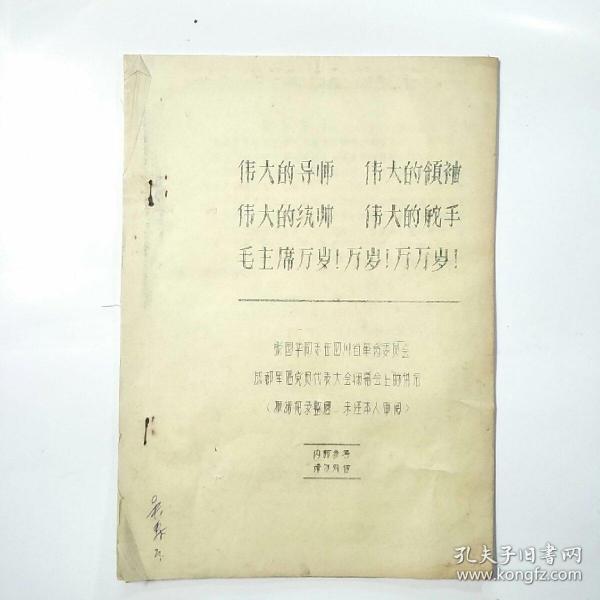 伟大的导师 伟大的領袖
伟大的统帅 伟大的舵手
毛主席万岁！万岁！万万岁！
张国华同志在四川省革命委员会
成都军区党员代表大会闭幕会上的讲话
（根据记录整理 未经本人审阅）
内部参考
请勿外传
孔夫子旧书网
www.kongfz.com